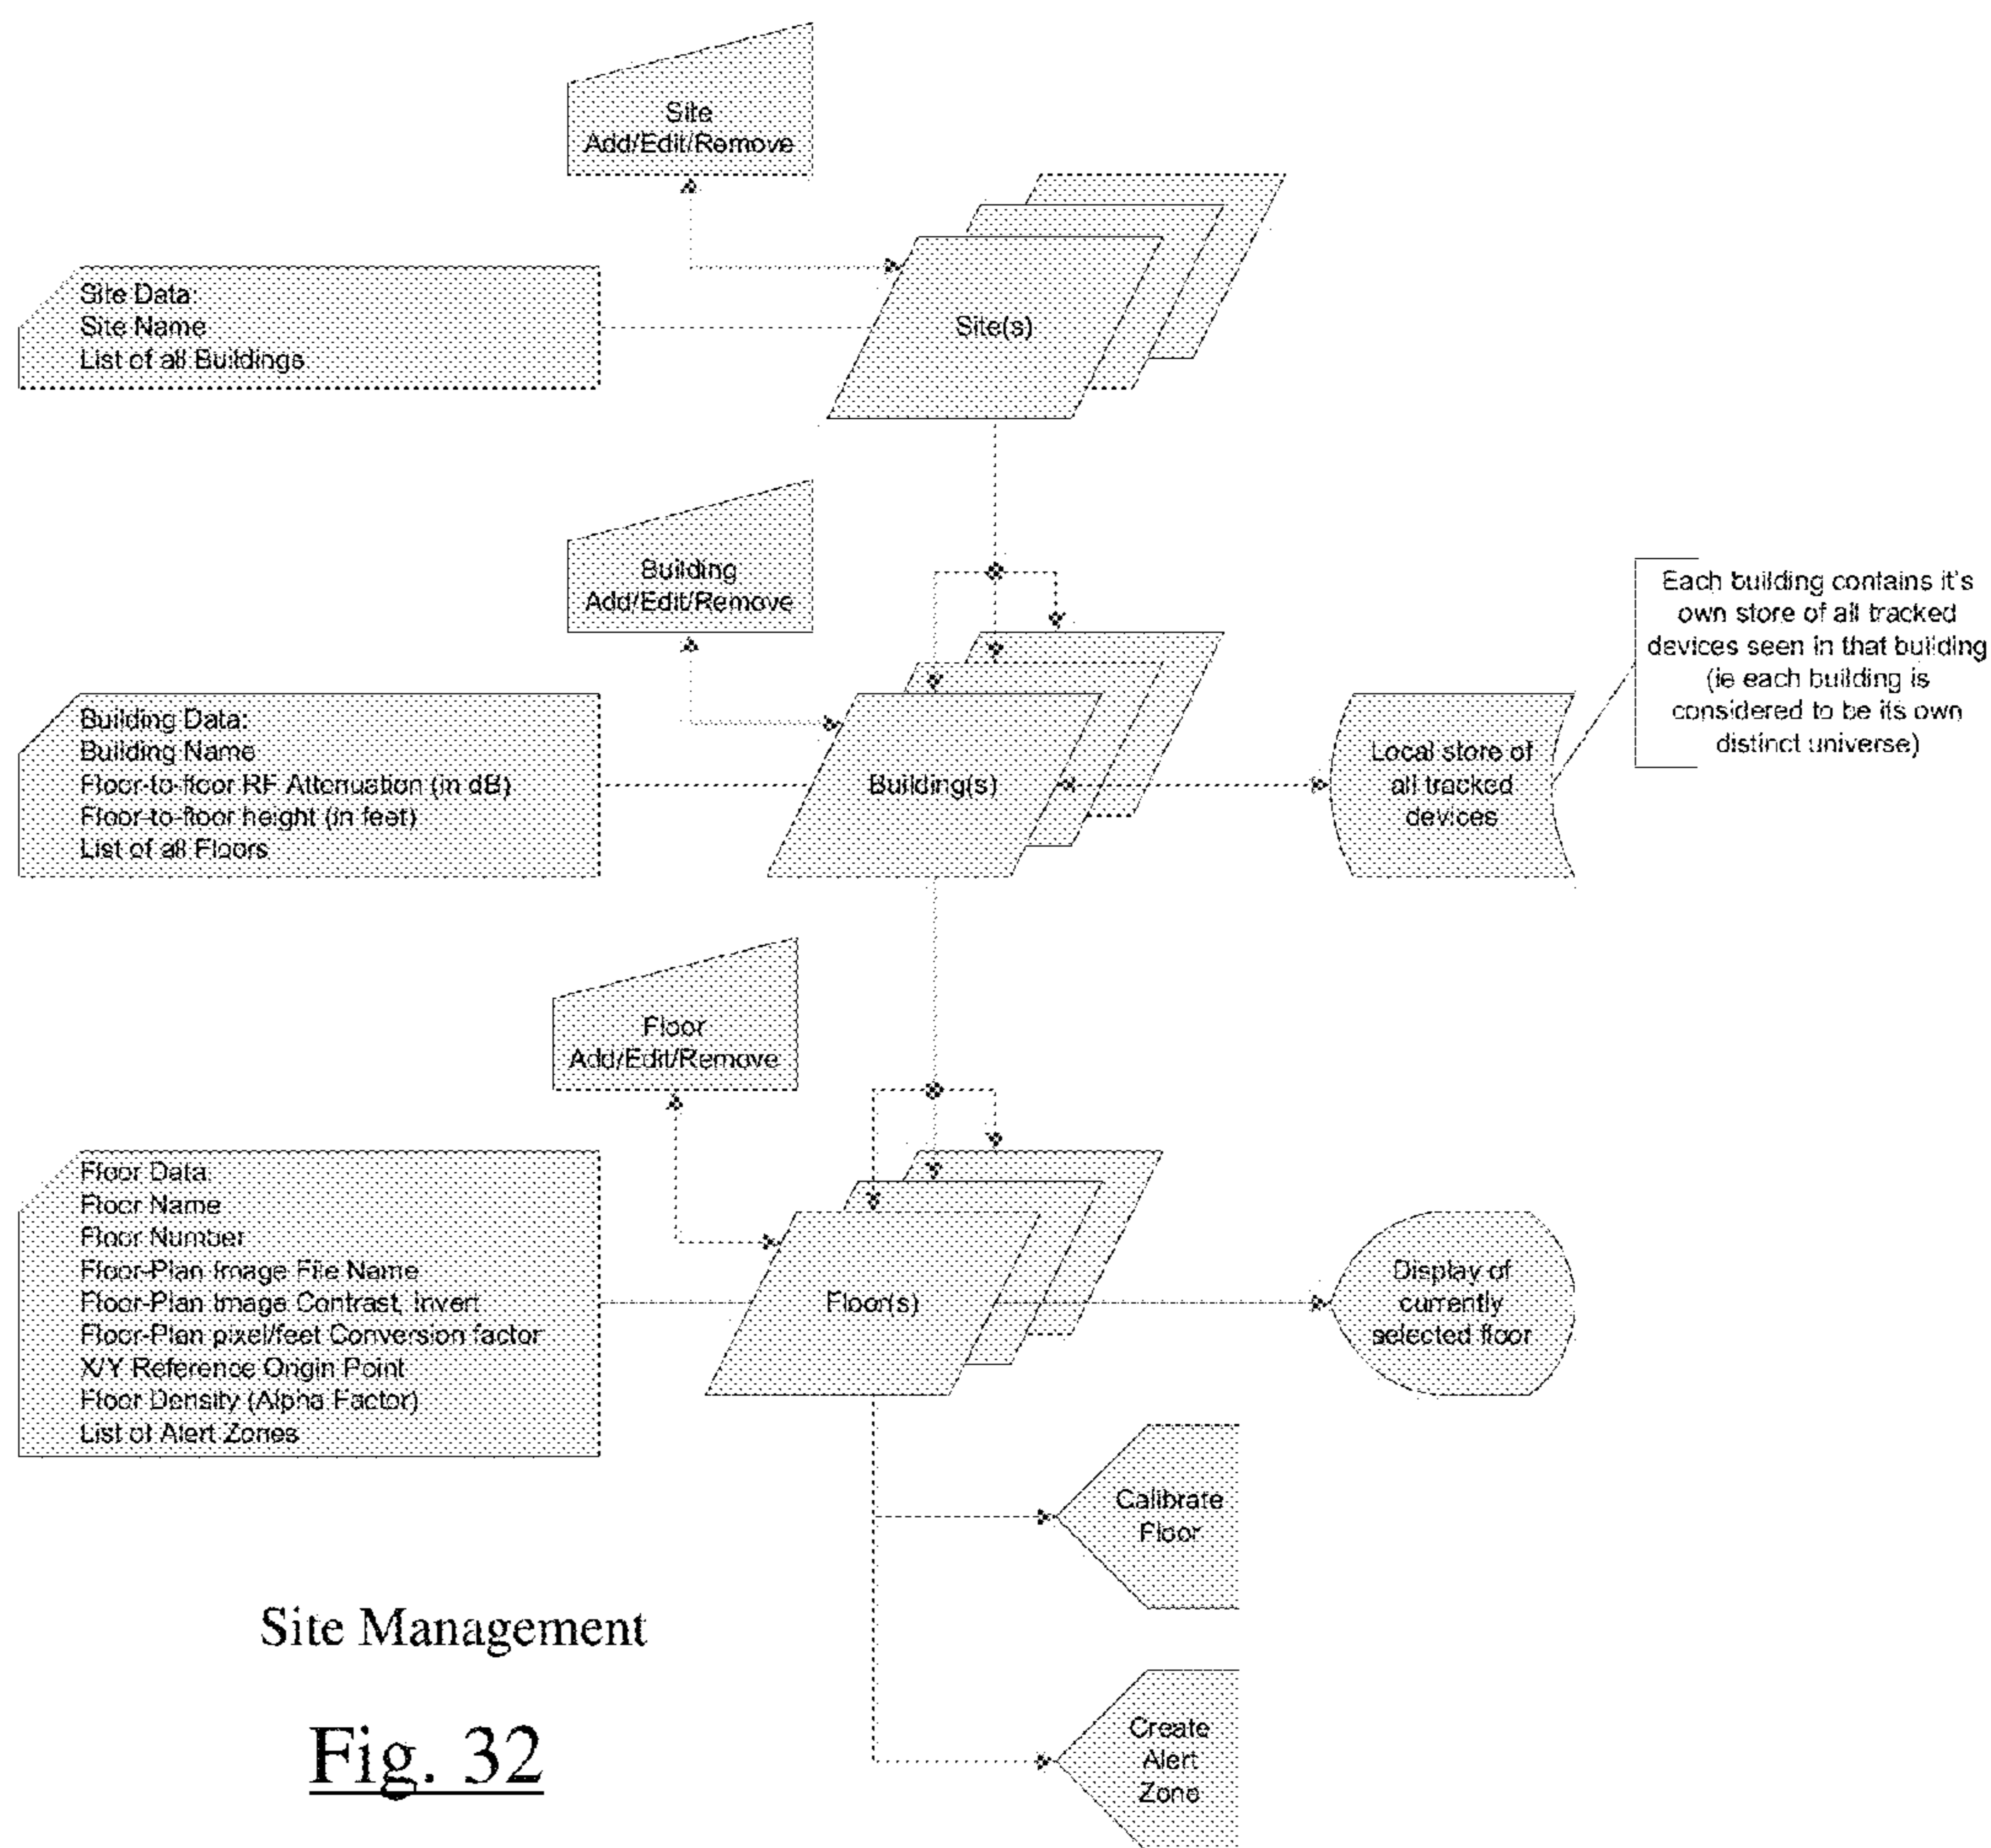 Site
Add/Edit/Remove
Site Data:
Site Name
List of all Buildings
Site(s)
Building
Add/Edit/Remove
Each building contains it's
own store of all tracked
devices seen in that building
(ie each building is
considered to be its own
distinct universe)
Building Data:
Building Name
Floor-to-floor RF Attenuation (in dB)
Floor-to-floor height (in feet)
List of all Floors
Building(s)
Local store of
all tracked
devices
Floor
Add/Edit/Remove
Floor Data:
Floor Name
Floor Number
Floor-Plan Image File Name
Floor-Plan Image Contrast, Invert
Floor-Plan pixel/feet Conversion factor
X/Y Reference Origin Point
Floor Density (Alpha Factor)
List of Alert Zones
Floor(s)
Display of
currently
selected floor
Calibrate
Floor
Create
Alert
Zone
Site Management
Fig. 32